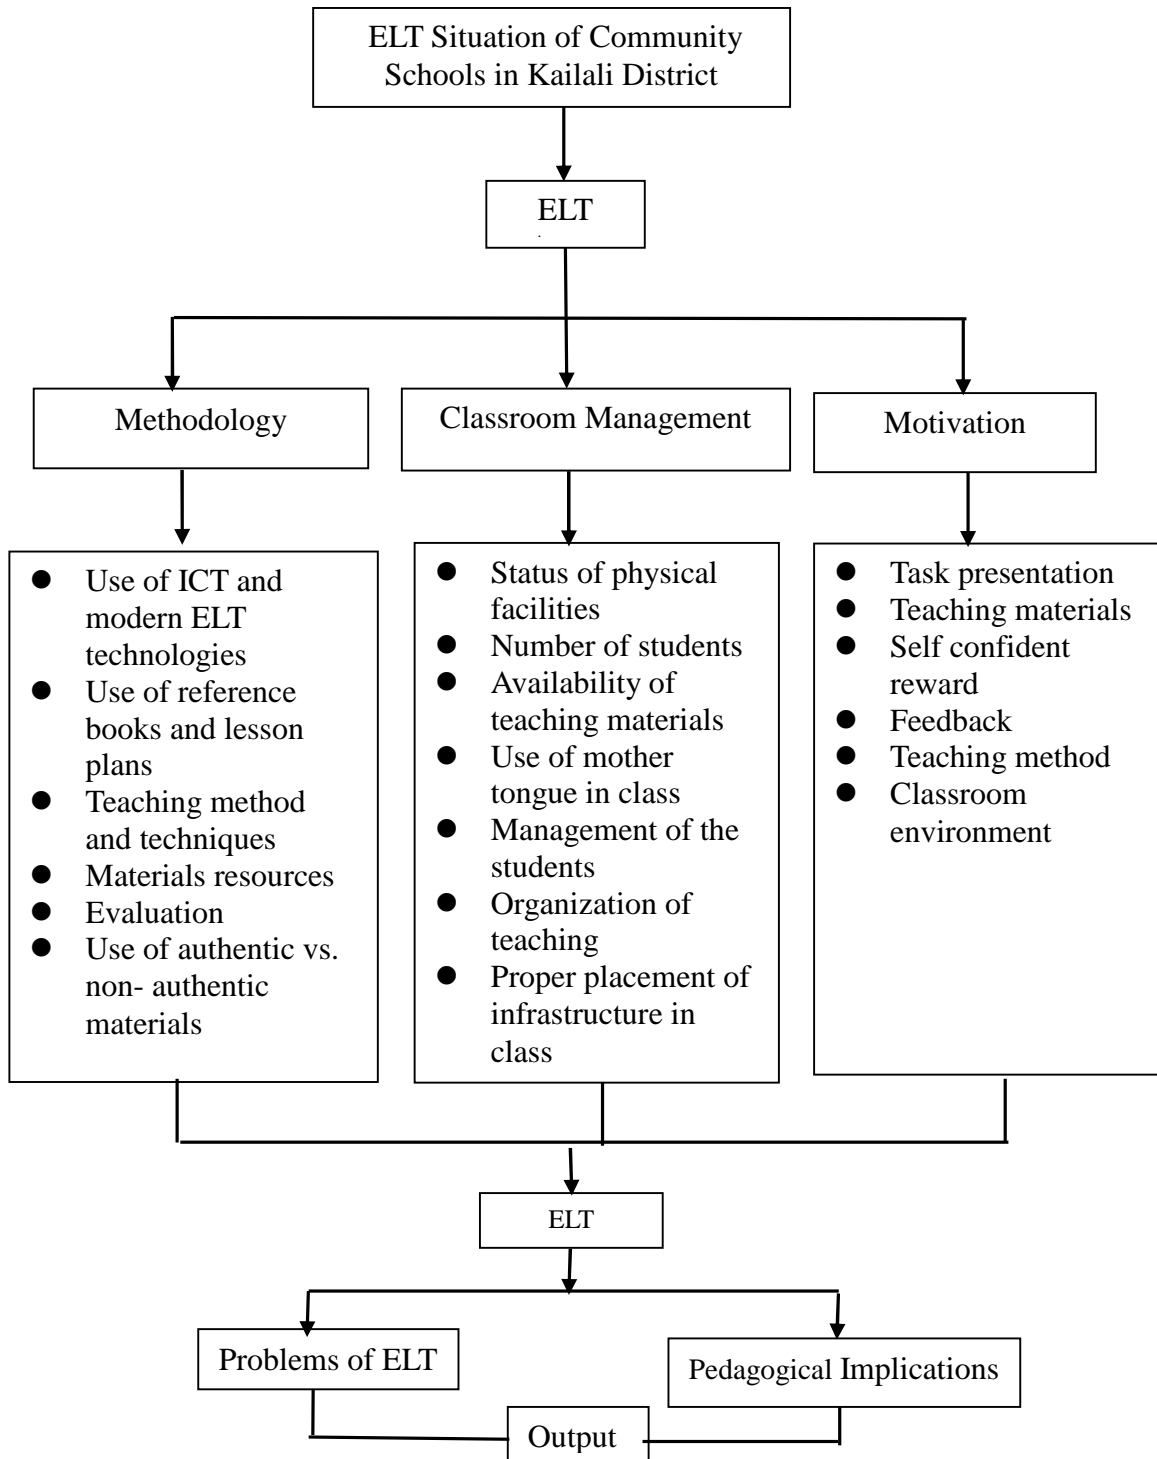 ELT Situation of Community
Schools in Kailali District
ELT
Methodology
Classroom Management
Motivation
● Use of ICT and
modern ELT
technologies
● Use of reference
books and lesson
plans
● Teaching method
and techniques
● Materials resources
● Evaluation
● Use of authentic vs.
non- authentic
materials
● Status of physical
facilities
● Number of students
● Availability of
teaching materials
● Use of mother
tongue in class
● Management of the
students
● Organization of
teaching
● Proper placement of
infrastructure in
class
● Task presentation
● Teaching materials
● Self confident
reward
● Feedback
● Teaching method
● Classroom
environment
ELT
Problems of ELT
Pedagogical Implications
Output